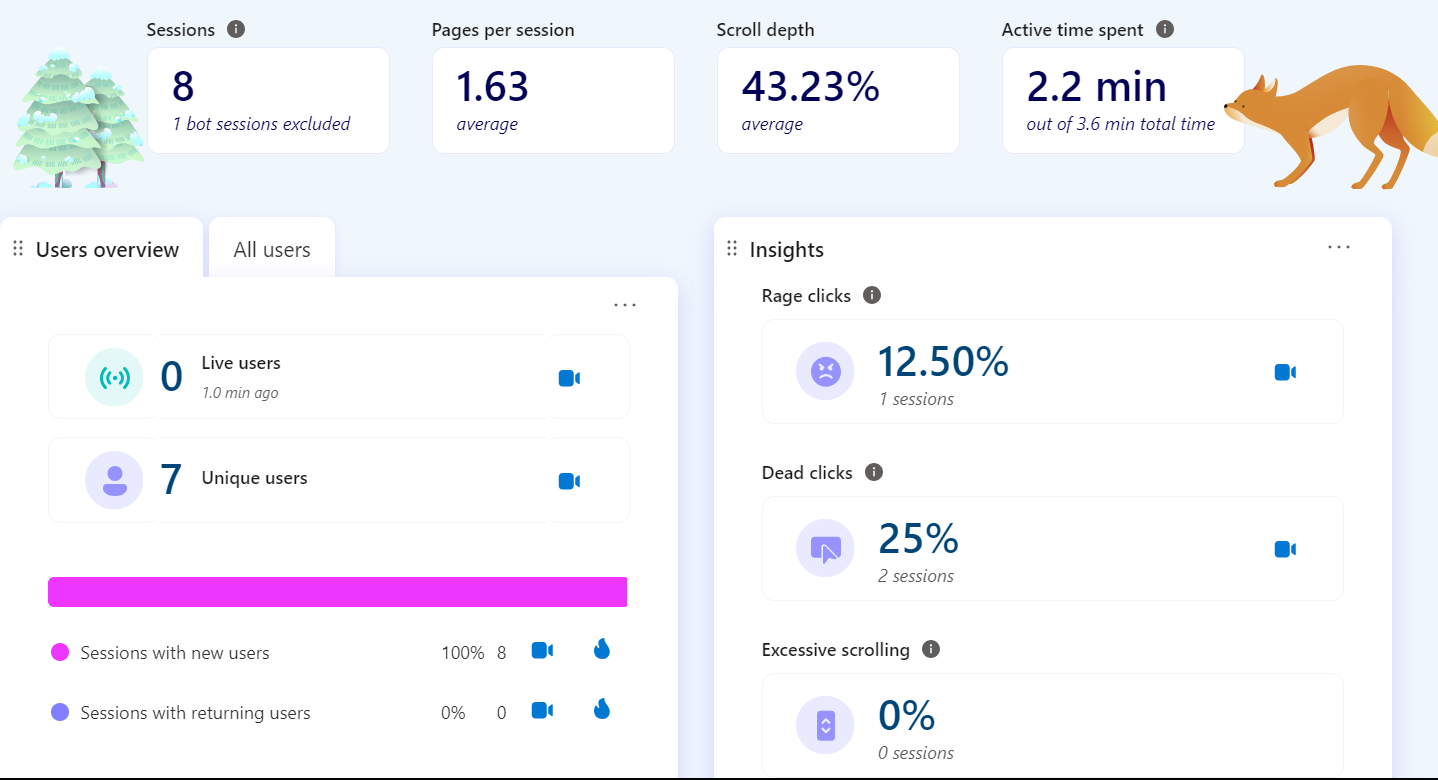 Sessions
8
1 bot sessions excluded
Pages per session
1.63
average
Scroll depth
43.23%
average
Active time spent
2.2 min
out of 3.6 min total time
Users overview
All users
0
Live users
1.0 min ago
7
Unique users
Sessions with new users 100% 8
Sessions with returning users 0% 0
Insights
Rage clicks
12.50%
1 sessions
Dead clicks
25%
2 sessions
Excessive scrolling
0%
0 sessions